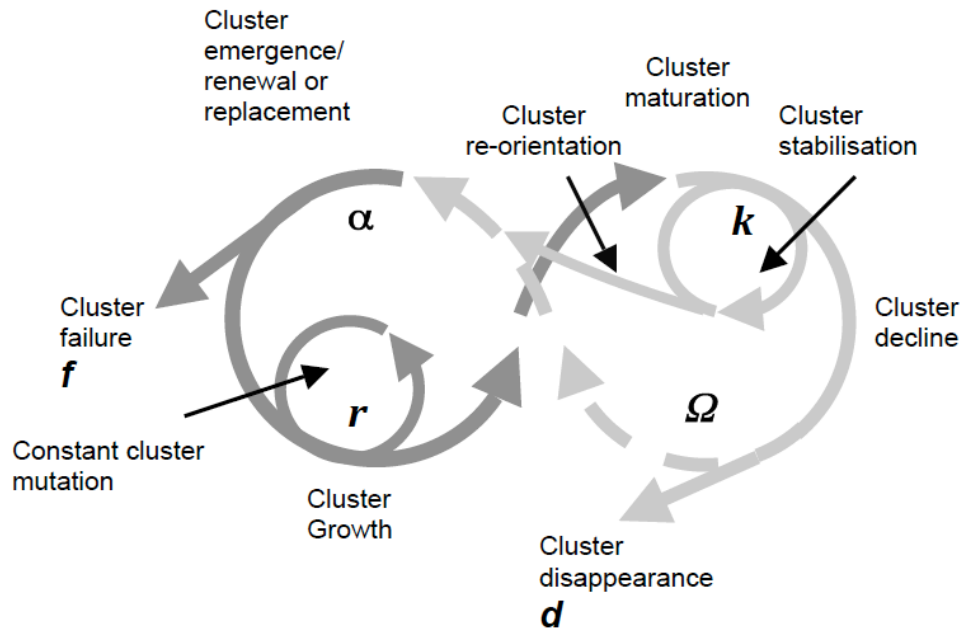 Cluster
emergence/
renewal or
replacement
Cluster
maturation
Cluster
re-orientation
Cluster
stabilisation
α
k
Cluster
failure
f
Cluster
decline
r
Ω
Constant cluster
mutation
Cluster
Growth
Cluster
disappearance
d